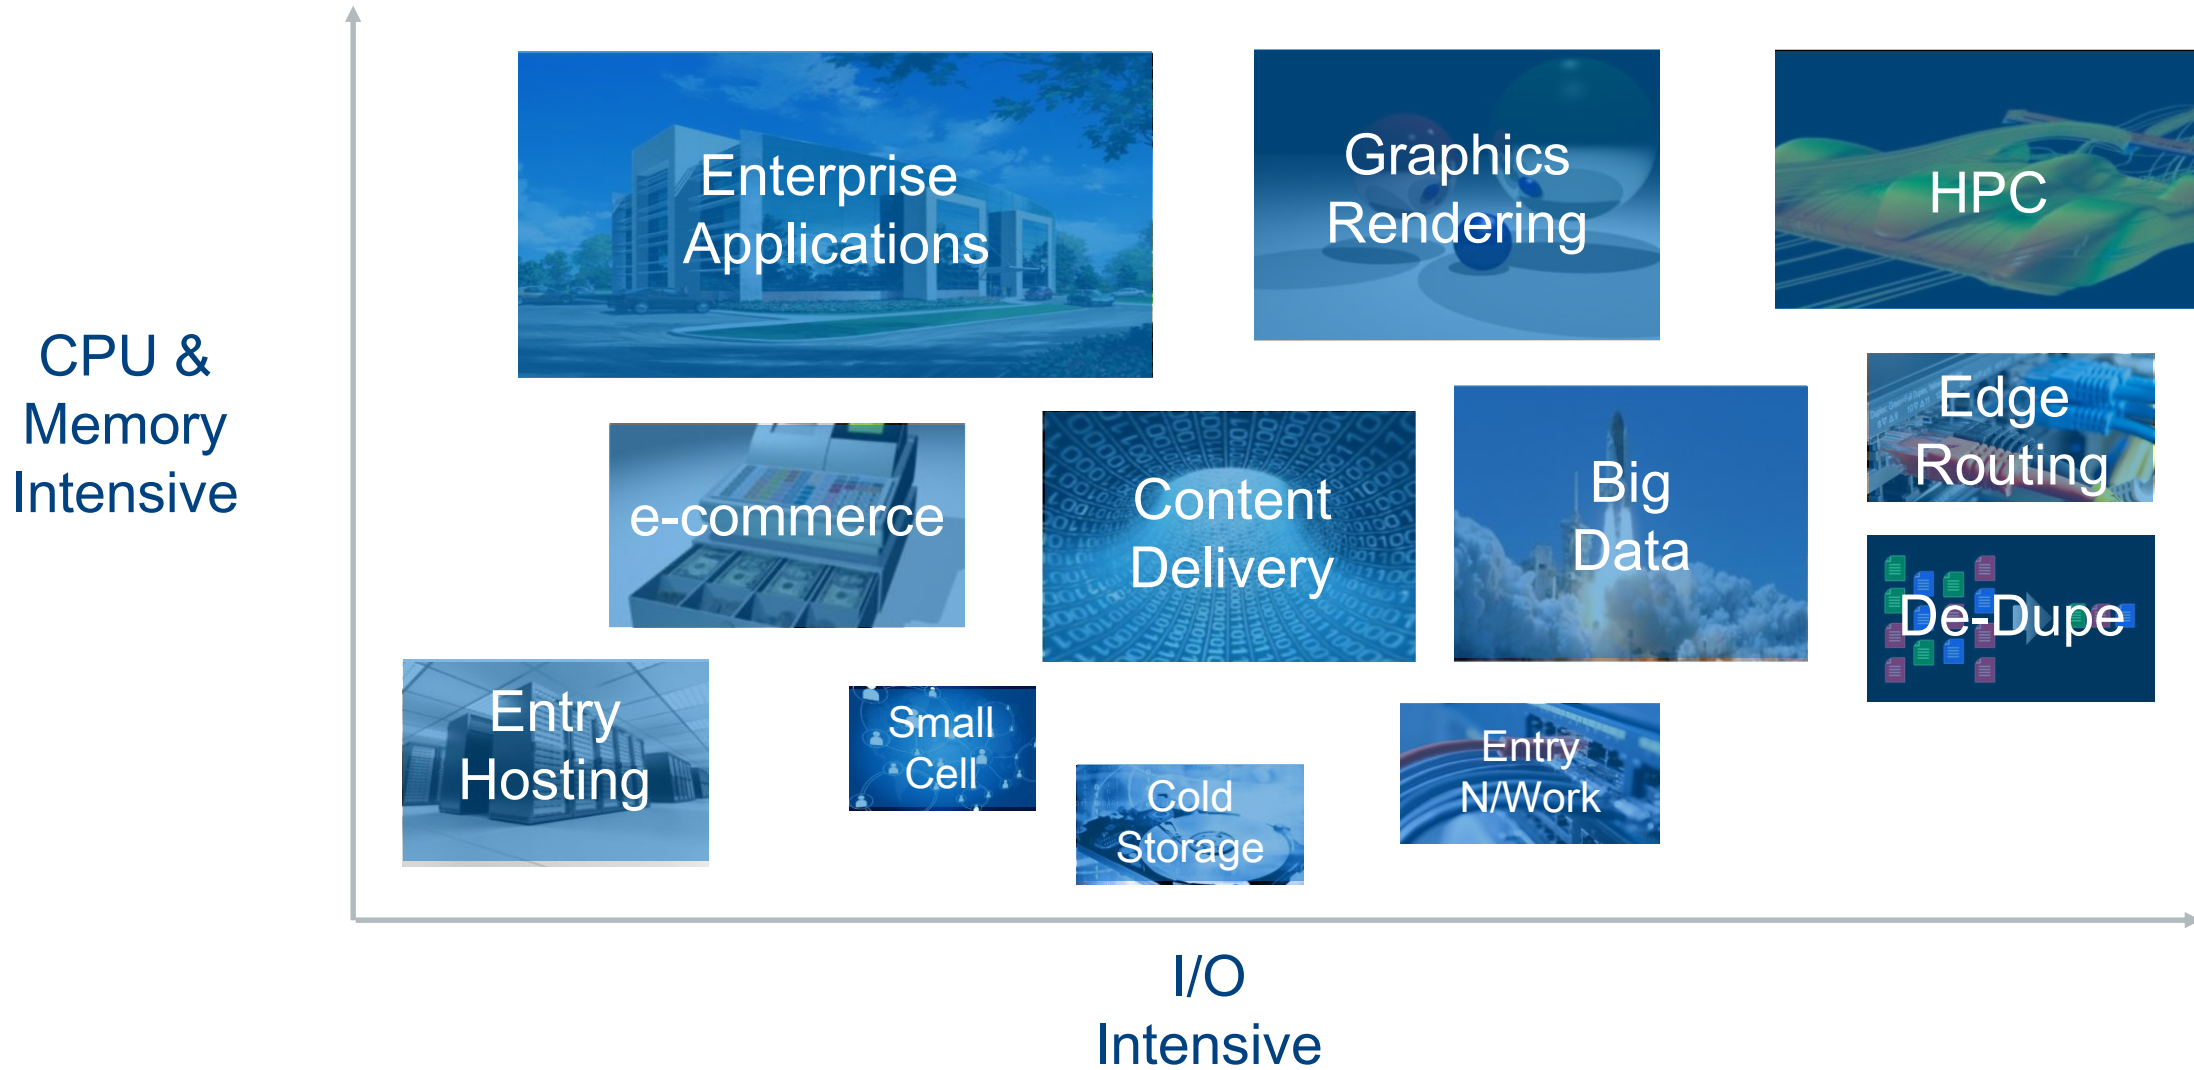 Enterprise
Applications
Graphics
Rendering
HPC
CPU &
Memory
Intensive
Edge
Routing
e-commerce
Content
Delivery
Big
Data
De-Dupe
Entry
Hosting
Small
Cell
Cold
Storage
Entry
N/Work
I/O
Intensive